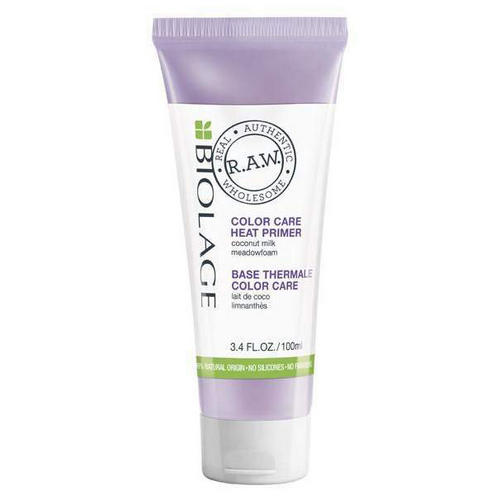 BIOLAGE
REAL · AUTHENTIC · WHOLESOME
R.A.W.
COLOR CARE
HEAT PRIMER
coconut milk
meadowfoam
BASE THERMALE
COLOR CARE
lait de coco
limnanthès
3.4 FL.OZ./100ml
NATURAL ORIGIN • NO SILICONES • NO